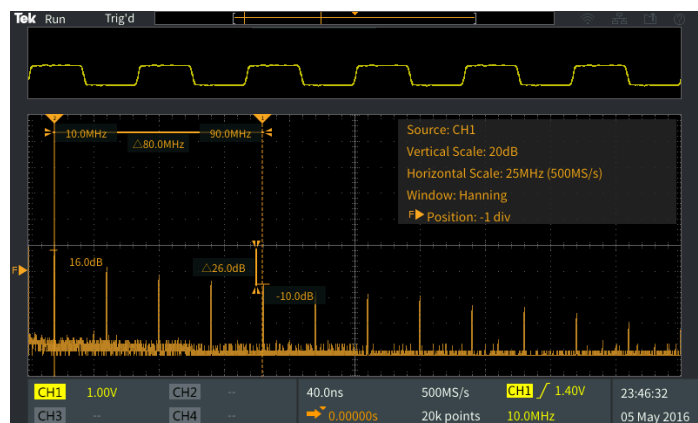 Tek Run Trig'd
2 1
10.0MHz 90.0MHz
△80.0MHz
Source: CH1
Vertical Scale: 20dB
Horizontal Scale: 25MHz (500MS/s)
Window: Hanning
F Position: -1 div
F
16.0dB
△26.0dB
-10.0dB
CH1 1.00V CH2 -- 40.0ns 500MS/s CH1 / 1.40V 23:46:32
CH3 -- CH4 -- 0.00000s 20k points 10.0MHz 05 May 2016